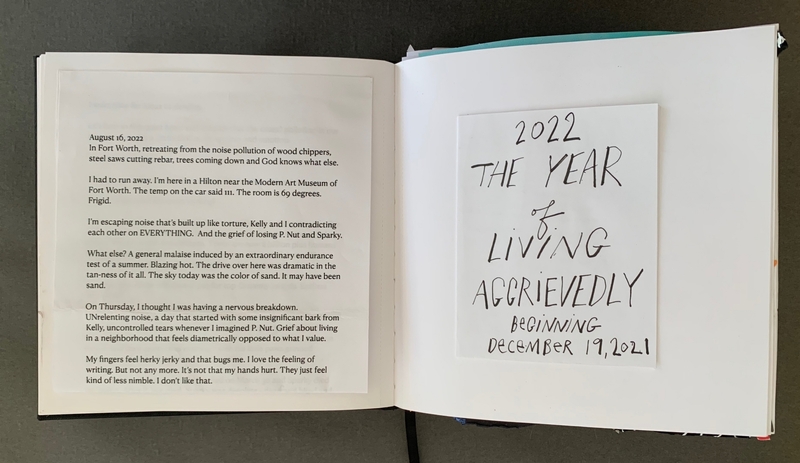 August 16, 2022
In Fort Worth, retreating from the noise pollution of wood chippers,
steel saws cutting rebar, trees coming down and God knows what else.
I had to run away. I'm here in a Hilton near the Modern Art Museum of
Fort Worth. The temp on the car said 111. The room is 69 degrees.
Frigid.
I'm escaping noise that's built up like torture, Kelly and I contradicting
each other on EVERYTHING. And the grief of losing P. Nut and Sparky.
What else? A general malaise induced by an extraordinary endurance
test of a summer. Blazing hot. The drive over here was dramatic in the
tan-ness of it all. The sky today was the color of sand. It may have been
sand.
On Thursday, I thought I was having a nervous breakdown.
UNrelenting noise, a day that started with some insignificant bark from
Kelly, uncontrolled tears whenever I imagined P. Nut. Grief about living
in a neighborhood that feels diametrically opposed to what I value.
My fingers feel herky jerky and that bugs me. I love the feeling of
writing. But not any more. It's not that my hands hurt. They just feel
kind of less nimble. I don't like that.
2022
THE YEAR
of
LiViNG
AGGRiEVEDLY
BEGiNNiNG
DECEMBER 19, 2021